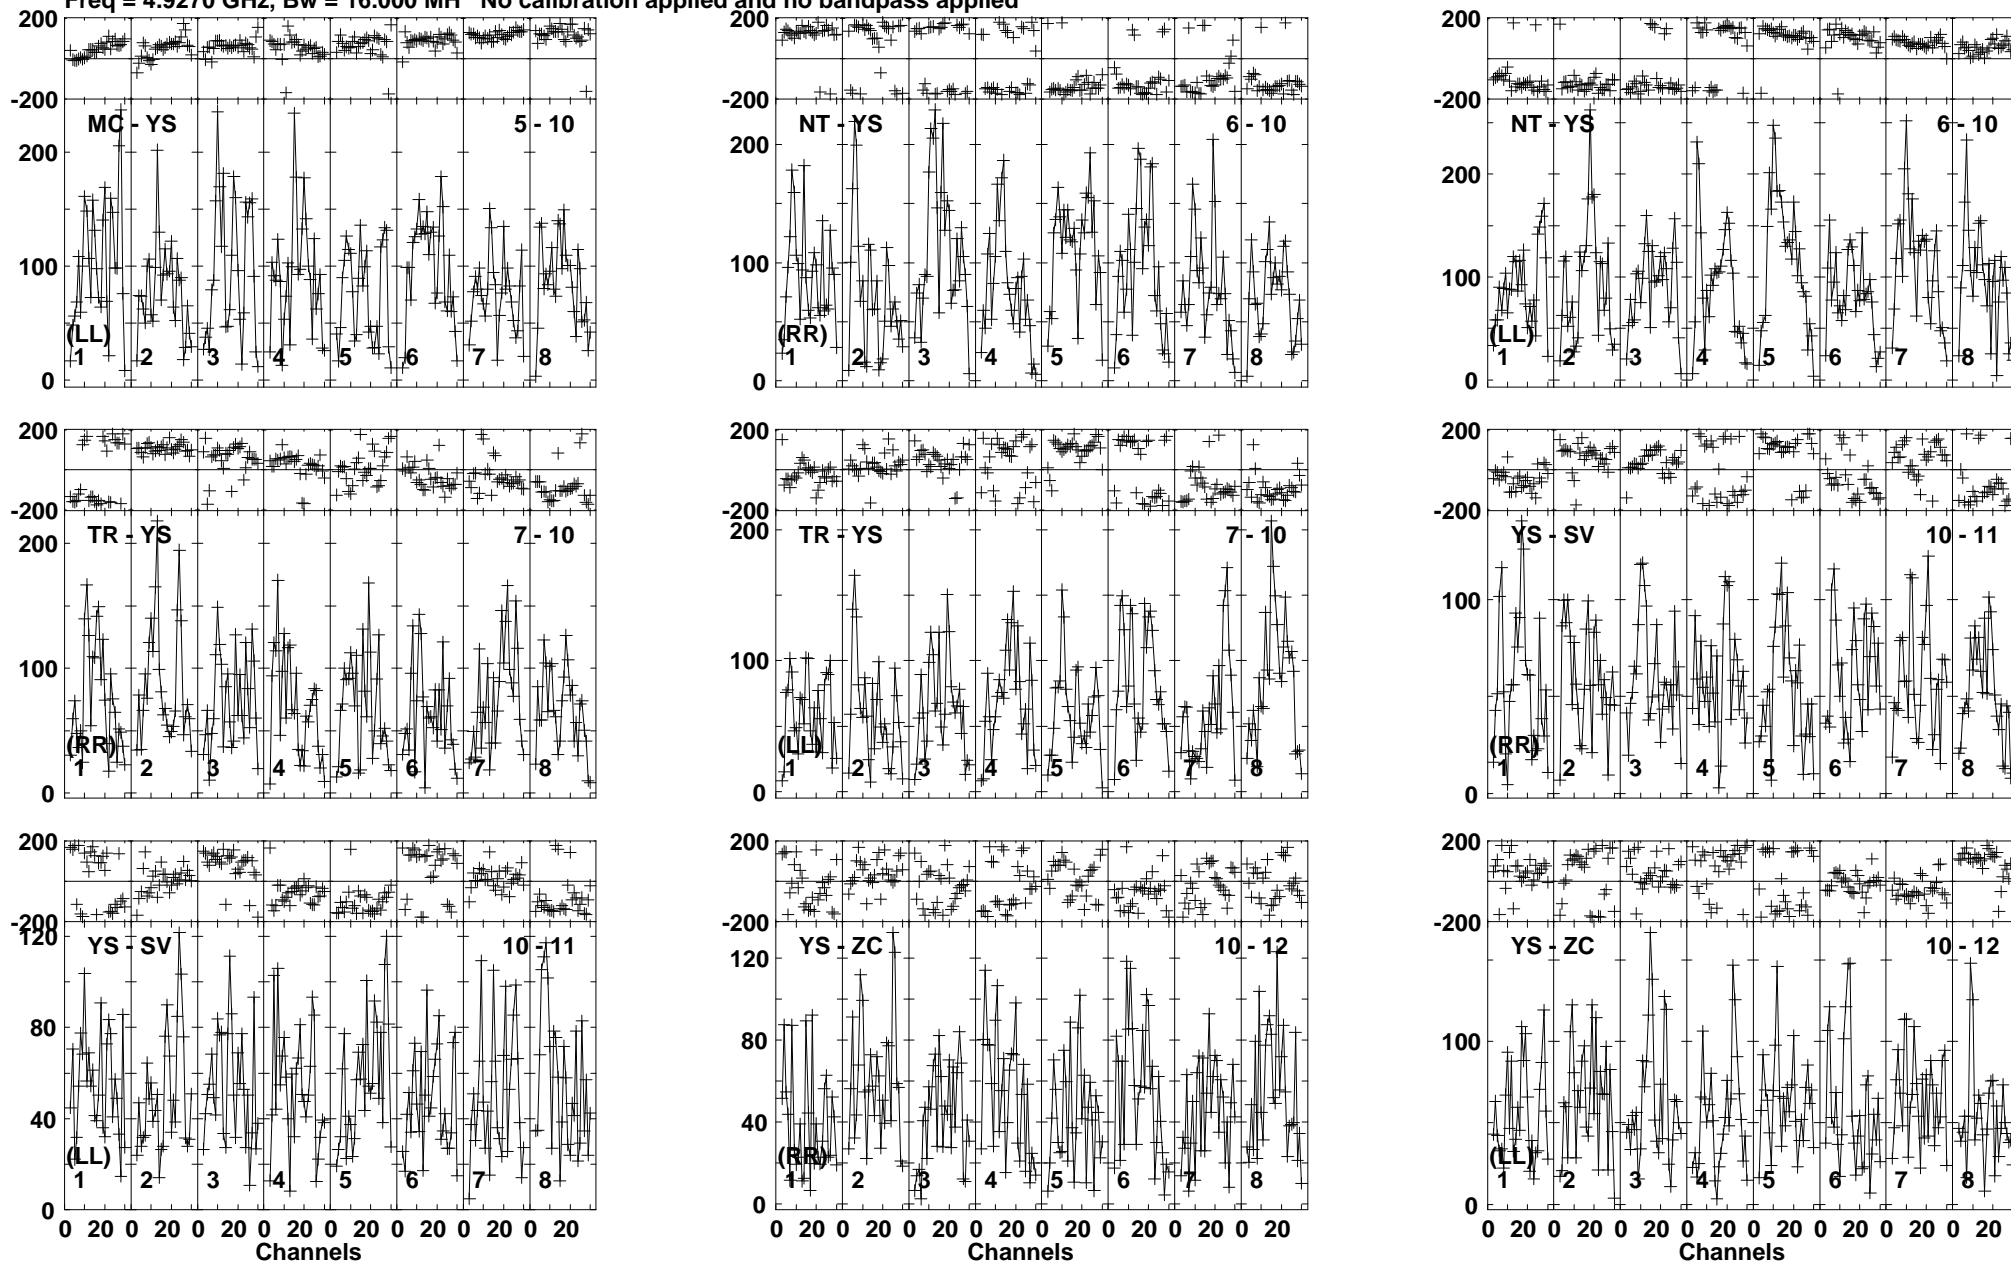 Freq = 4.9270 GHz, Bw = 16.000 MH No calibration applied and no bandpass applied
200 200 200
-200 -200 -200
MC - YS 5 - 10 NT - YS 6 - 10 NT - YS 6 - 10
200 200 200
100 100 100
(LL) (RR) (LL)
1 2 3 4 5 6 7 8 1 2 3 4 5 6 7 8 1 2 3 4 5 6 7 8
0 0 0
200 200 200
-200 -200 -200
TR - YS 7 - 10 TR - YS 7 - 10 YS - SV 10 - 11
200 200
100 100 100
(RR) (LL) (RR)
1 2 3 4 5 6 7 8 1 2 3 4 5 6 7 8 1 2 3 4 5 6 7 8
0 0 0
200 200 200
-200 -200 -200
YS - SV 10 - 11 YS - ZC 10 - 12 YS - ZC 10 - 12
120 120
80 80 100
40 40
(LL) (RR) (LL)
1 2 3 4 5 6 7 8 1 2 3 4 5 6 7 8 1 2 3 4 5 6 7 8
0 0 0
0 20 0 20 0 20 0 20 0 20 0 20 0 20 0 20 0 20 0 20 0 20 0 20 0 20 0 20 0 20 0 20 0 20 0 20 0 20 0 20 0 20 0 20 0 20 0 20
Channels Channels Channels